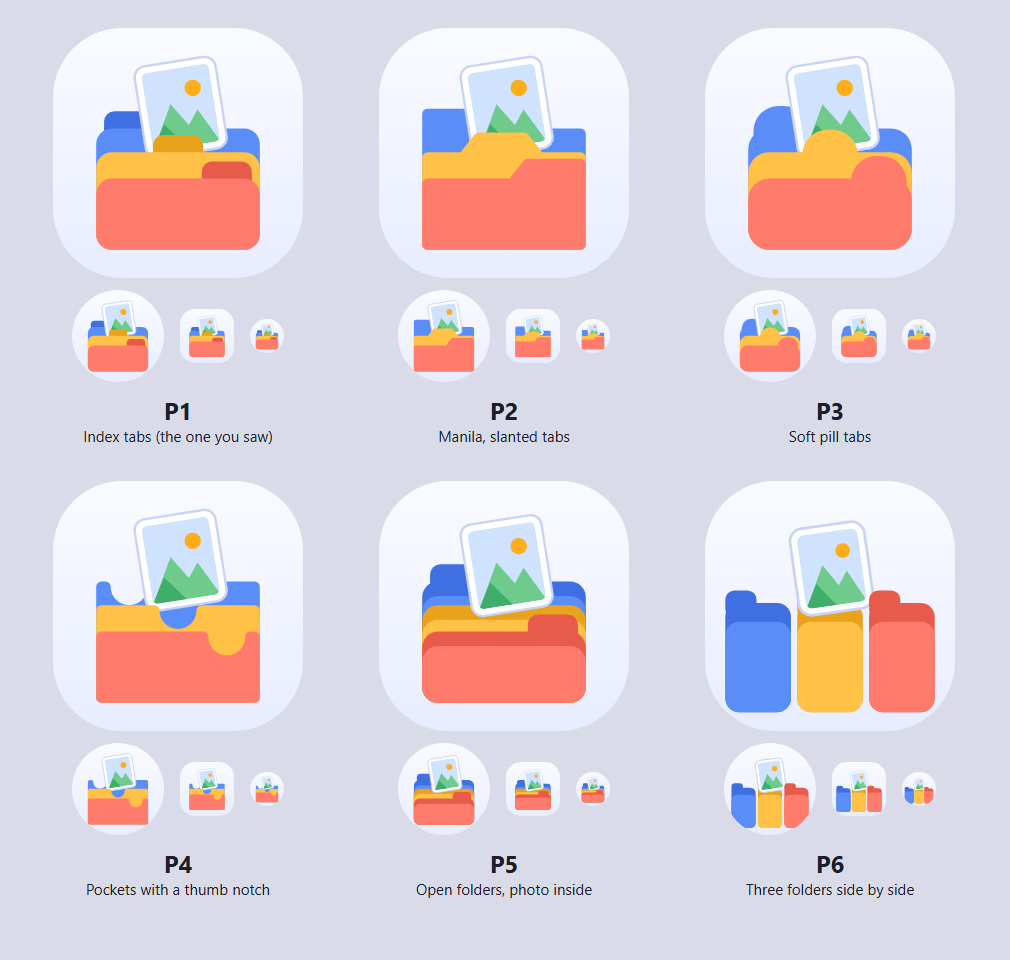 P1
Index tabs (the one you saw)
P2
Manila, slanted tabs
P3
Soft pill tabs
P4
Pockets with a thumb notch
P5
Open folders, photo inside
P6
Three folders side by side